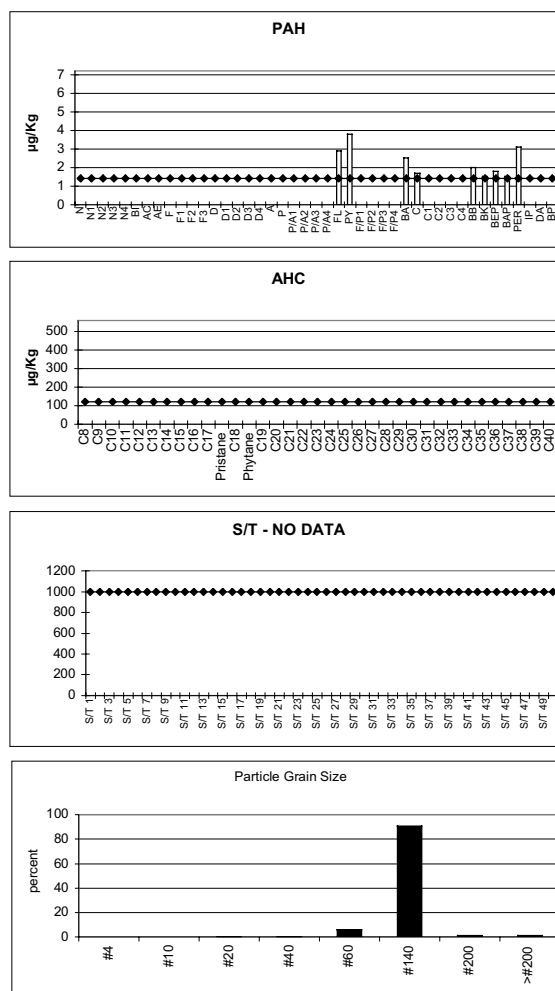 PAH
µg/Kg
7
6
5
4
3
2
1
0
N N1 N2 N3 N4 BI AC AE F F1 F2 F3 D D1 D2 D3 D4 A P P/A1 P/A2 P/A3 P/A4 FL PY F/P1 F/P2 F/P3 F/P4 BA C C1 C2 C3 C4 BB BK BEP BAP PER IP DA BP
AHC
µg/Kg
500
400
300
200
100
0
C8 C9 C10 C11 C12 C13 C14 C15 C16 C17 Pristane C18 Phytane C19 C20 C21 C22 C23 C24 C25 C26 C27 C28 C29 C30 C31 C32 C33 C34 C35 C36 C37 C38 C39 C40
S/T - NO DATA
1200
1000
800
600
400
200
0
S/T 1 S/T 3 S/T 5 S/T 7 S/T 9 S/T 11 S/T 13 S/T 15 S/T 17 S/T 19 S/T 21 S/T 23 S/T 25 S/T 27 S/T 29 S/T 31 S/T 33 S/T 35 S/T 37 S/T 39 S/T 41 S/T 43 S/T 45 S/T 47 S/T 49
Particle Grain Size
percent
100
80
60
40
20
0
#4 #10 #20 #40 #60 #140 #200 >#200